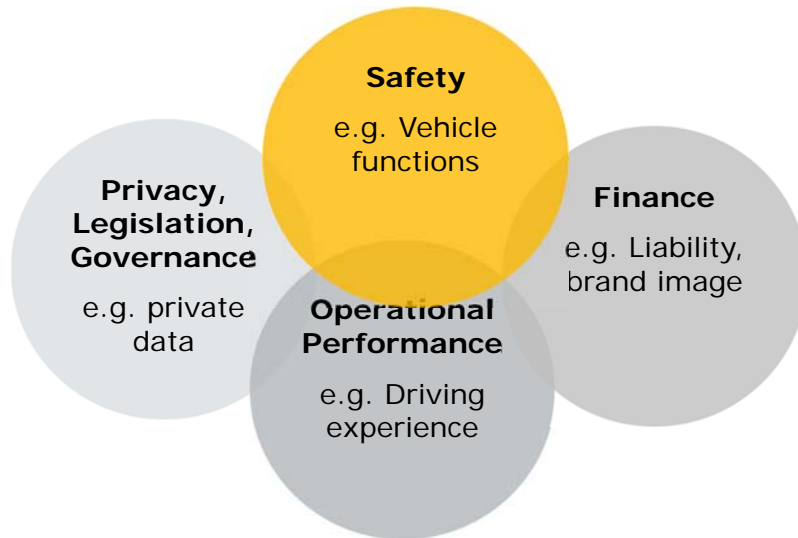 Safety
e.g. Vehicle
functions
Privacy,
Legislation,
Governance
e.g. private
data
Finance
e.g. Liability,
brand image
Operational
Performance
e.g. Driving
experience